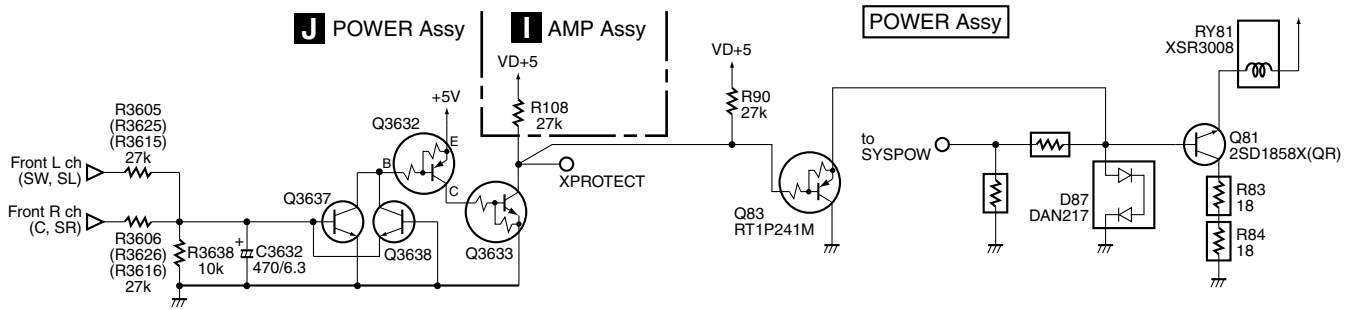 J POWER Assy
I AMP Assy
POWER Assy
RY81
XSR3008
VD+5
VD+5
+5V
R108
27k
R90
27k
R3605
(R3625)
(R3615)
27k
Q3632
E
B
C
Front L ch
(SW, SL)
to
SYSPOW
Q81
2SD1858X(QR)
XPROTECT
Q3637
Front R ch
(C, SR)
Q83
RT1P241M
D87
DAN217
R83
18
R84
18
R3606
(R3626)
(R3616)
27k
R3638
10k
+
C3632
470/6.3
Q3638
Q3633